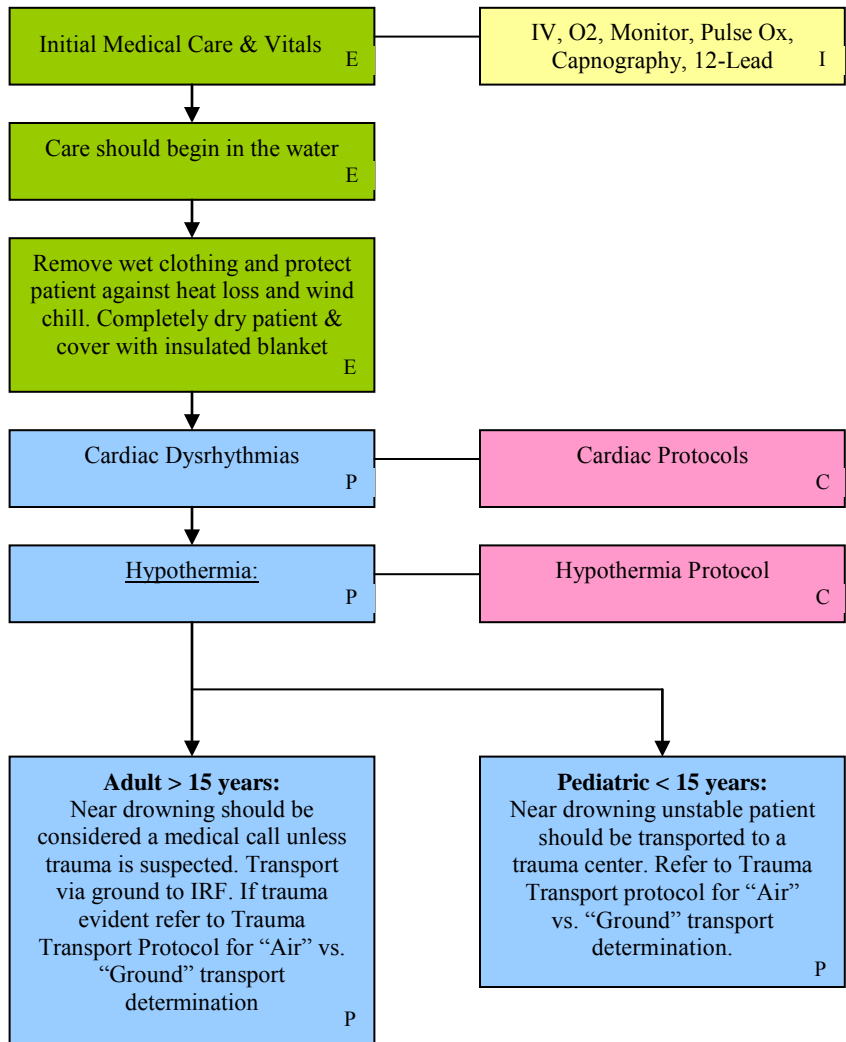 Initial Medical Care & Vitals
E
IV, O2, Monitor, Pulse Ox,
Capnography, 12-Lead
I
Care should begin in the water
E
Remove wet clothing and protect
patient against heat loss and wind
chill. Completely dry patient &
cover with insulated blanket
E
Cardiac Dysrhythmias
P
Cardiac Protocols
C
Hypothermia:
P
Hypothermia Protocol
C
Adult > 15 years:
Near drowning should be
considered a medical call unless
trauma is suspected. Transport
via ground to IRF. If trauma
evident refer to Trauma
Transport Protocol for “Air” vs.
“Ground” transport
determination
P
Pediatric < 15 years:
Near drowning unstable patient
should be transported to a
trauma center. Refer to Trauma
Transport protocol for “Air”
vs. “Ground” transport
determination.
P